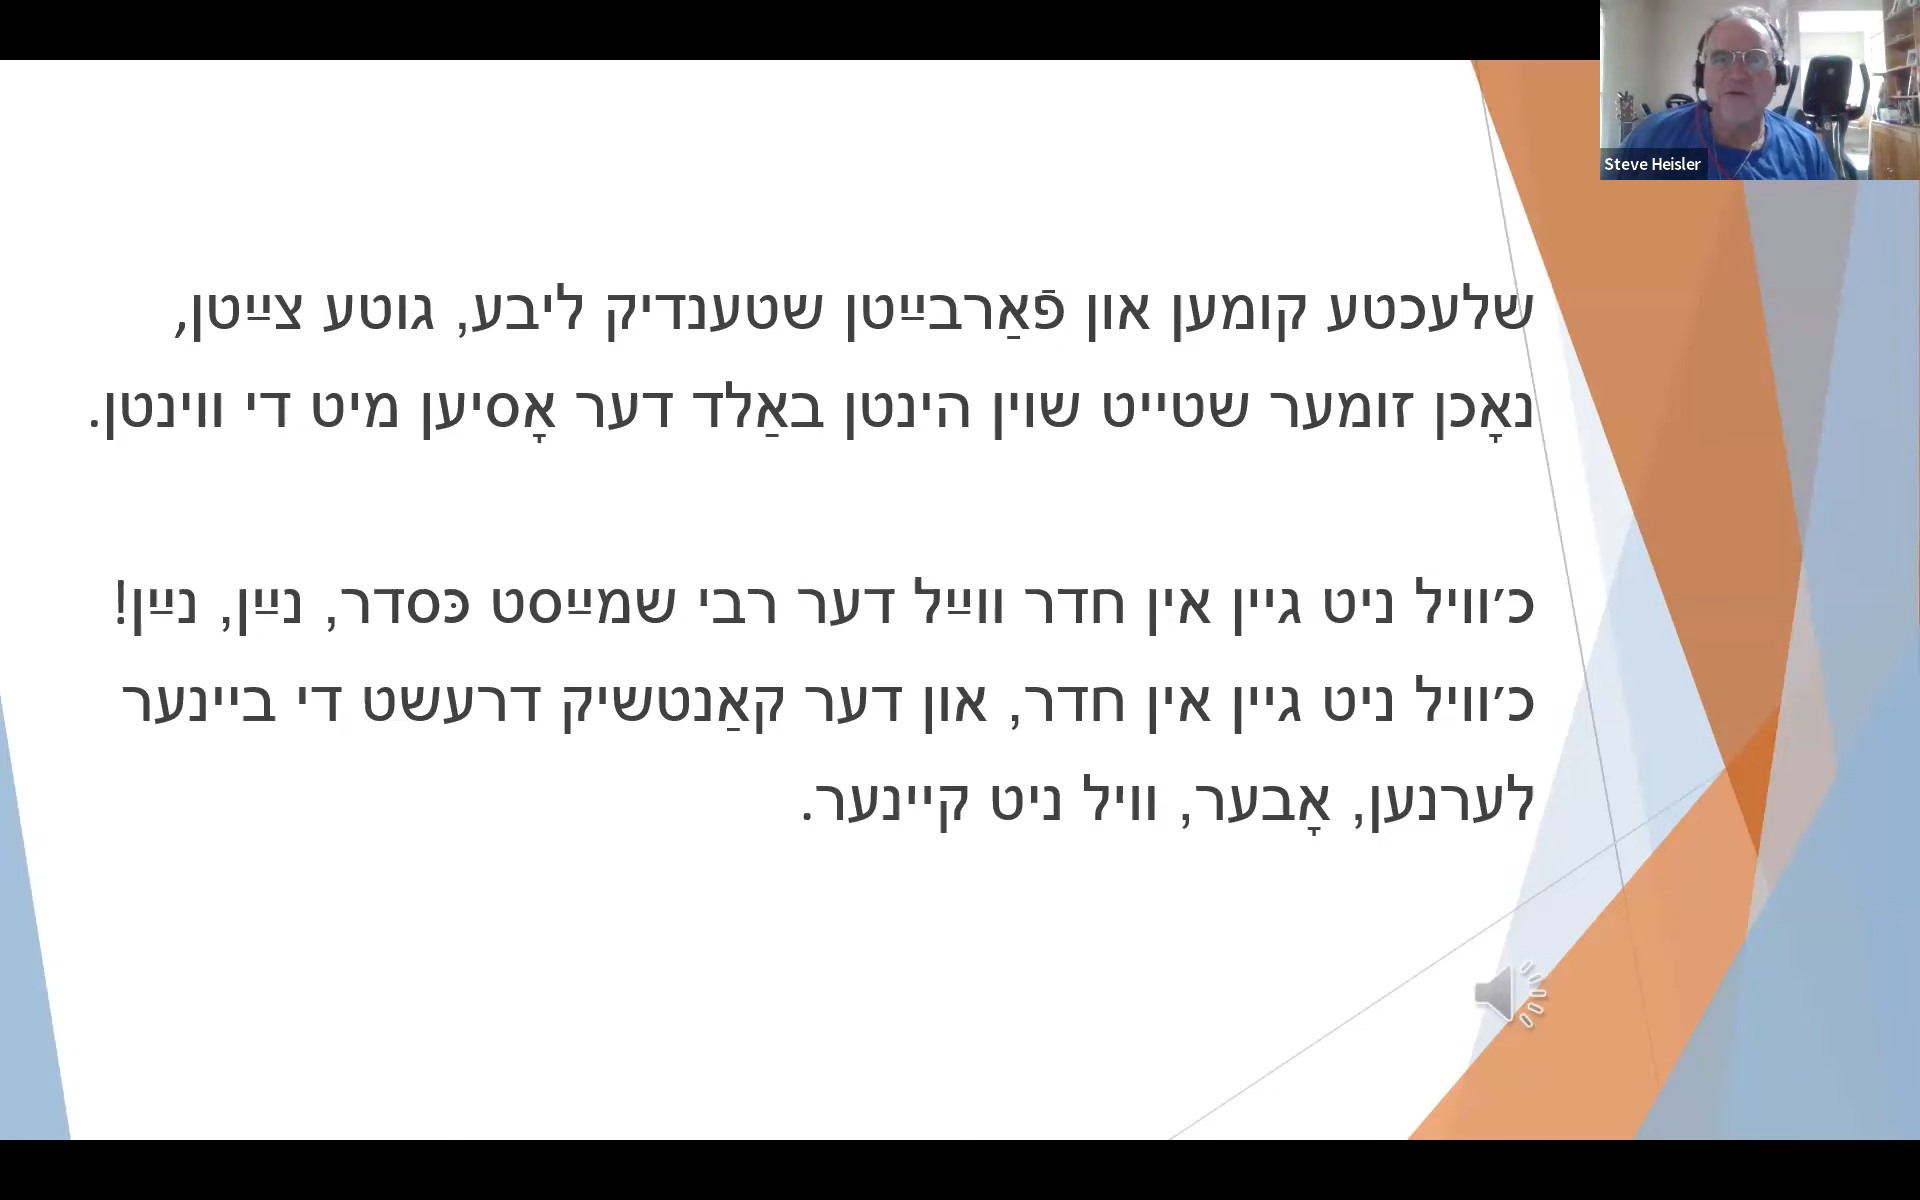 Steve Heisler
שלעכטע קומען און פֿאַרבײַטן שטענדיק ליבע, גוטע צײַטן,
נאָכן זומער שטייט שוין הינטן באַלד דער אָסיען מיט די ווינטן.
כ׳וויל ניט גיין אין חדר ווײַל דער רבי שמײַסט כּסדר, נײַן, נײַן!
כ׳וויל ניט גיין אין חדר, און דער קאַנטשיק דרעשט די ביינער
לערנען, אָבער, וויל ניט קיינער.